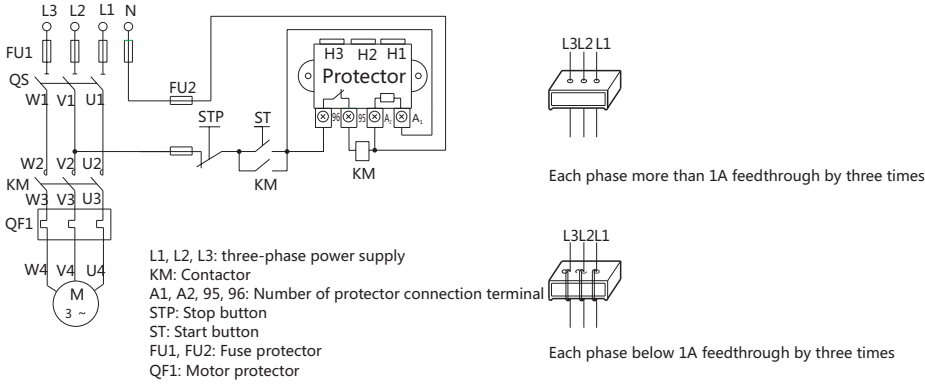 L3 L2 L1 N
FU1
QS
W1 V1 U1
FU2
H3 H2 H1
Protector
96 95 A2 A1
STP ST
KM
KM
W2 V2 U2
KM
W3 V3 U3
QF1
W4 V4 U4
M
3 ~
L1, L2, L3: three-phase power supply
KM: Contactor
A1, A2, 95, 96: Number of protector connection terminal
STP: Stop button
ST: Start button
FU1, FU2: Fuse protector
QF1: Motor protector
L3L2 L1
Each phase more than 1A feedthrough by three times
L3L2L1
Each phase below 1A feedthrough by three times